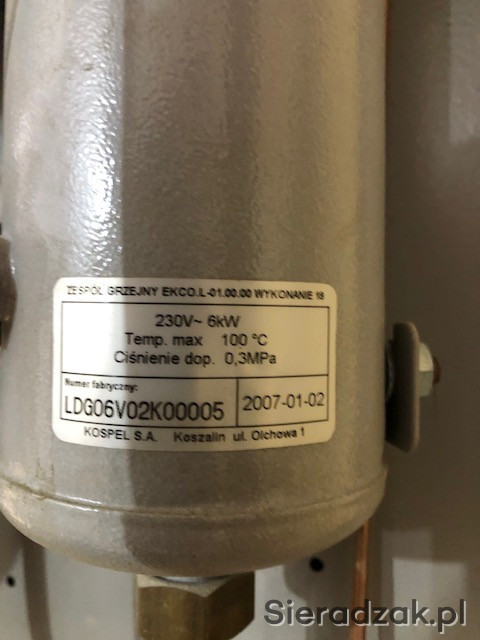 ZESPÓŁ GRZEJNY EKCO.L-01.00.00 WYKONANIE 18
230V~ 6kW
Temp. max 100 °C
Ciśnienie dop. 0,3MPa
Numer fabryczny:
LDG06V02K00005 2007-01-02
KOSPEL S.A. Koszalin ul. Olchowa 1
Sieradzak.pl